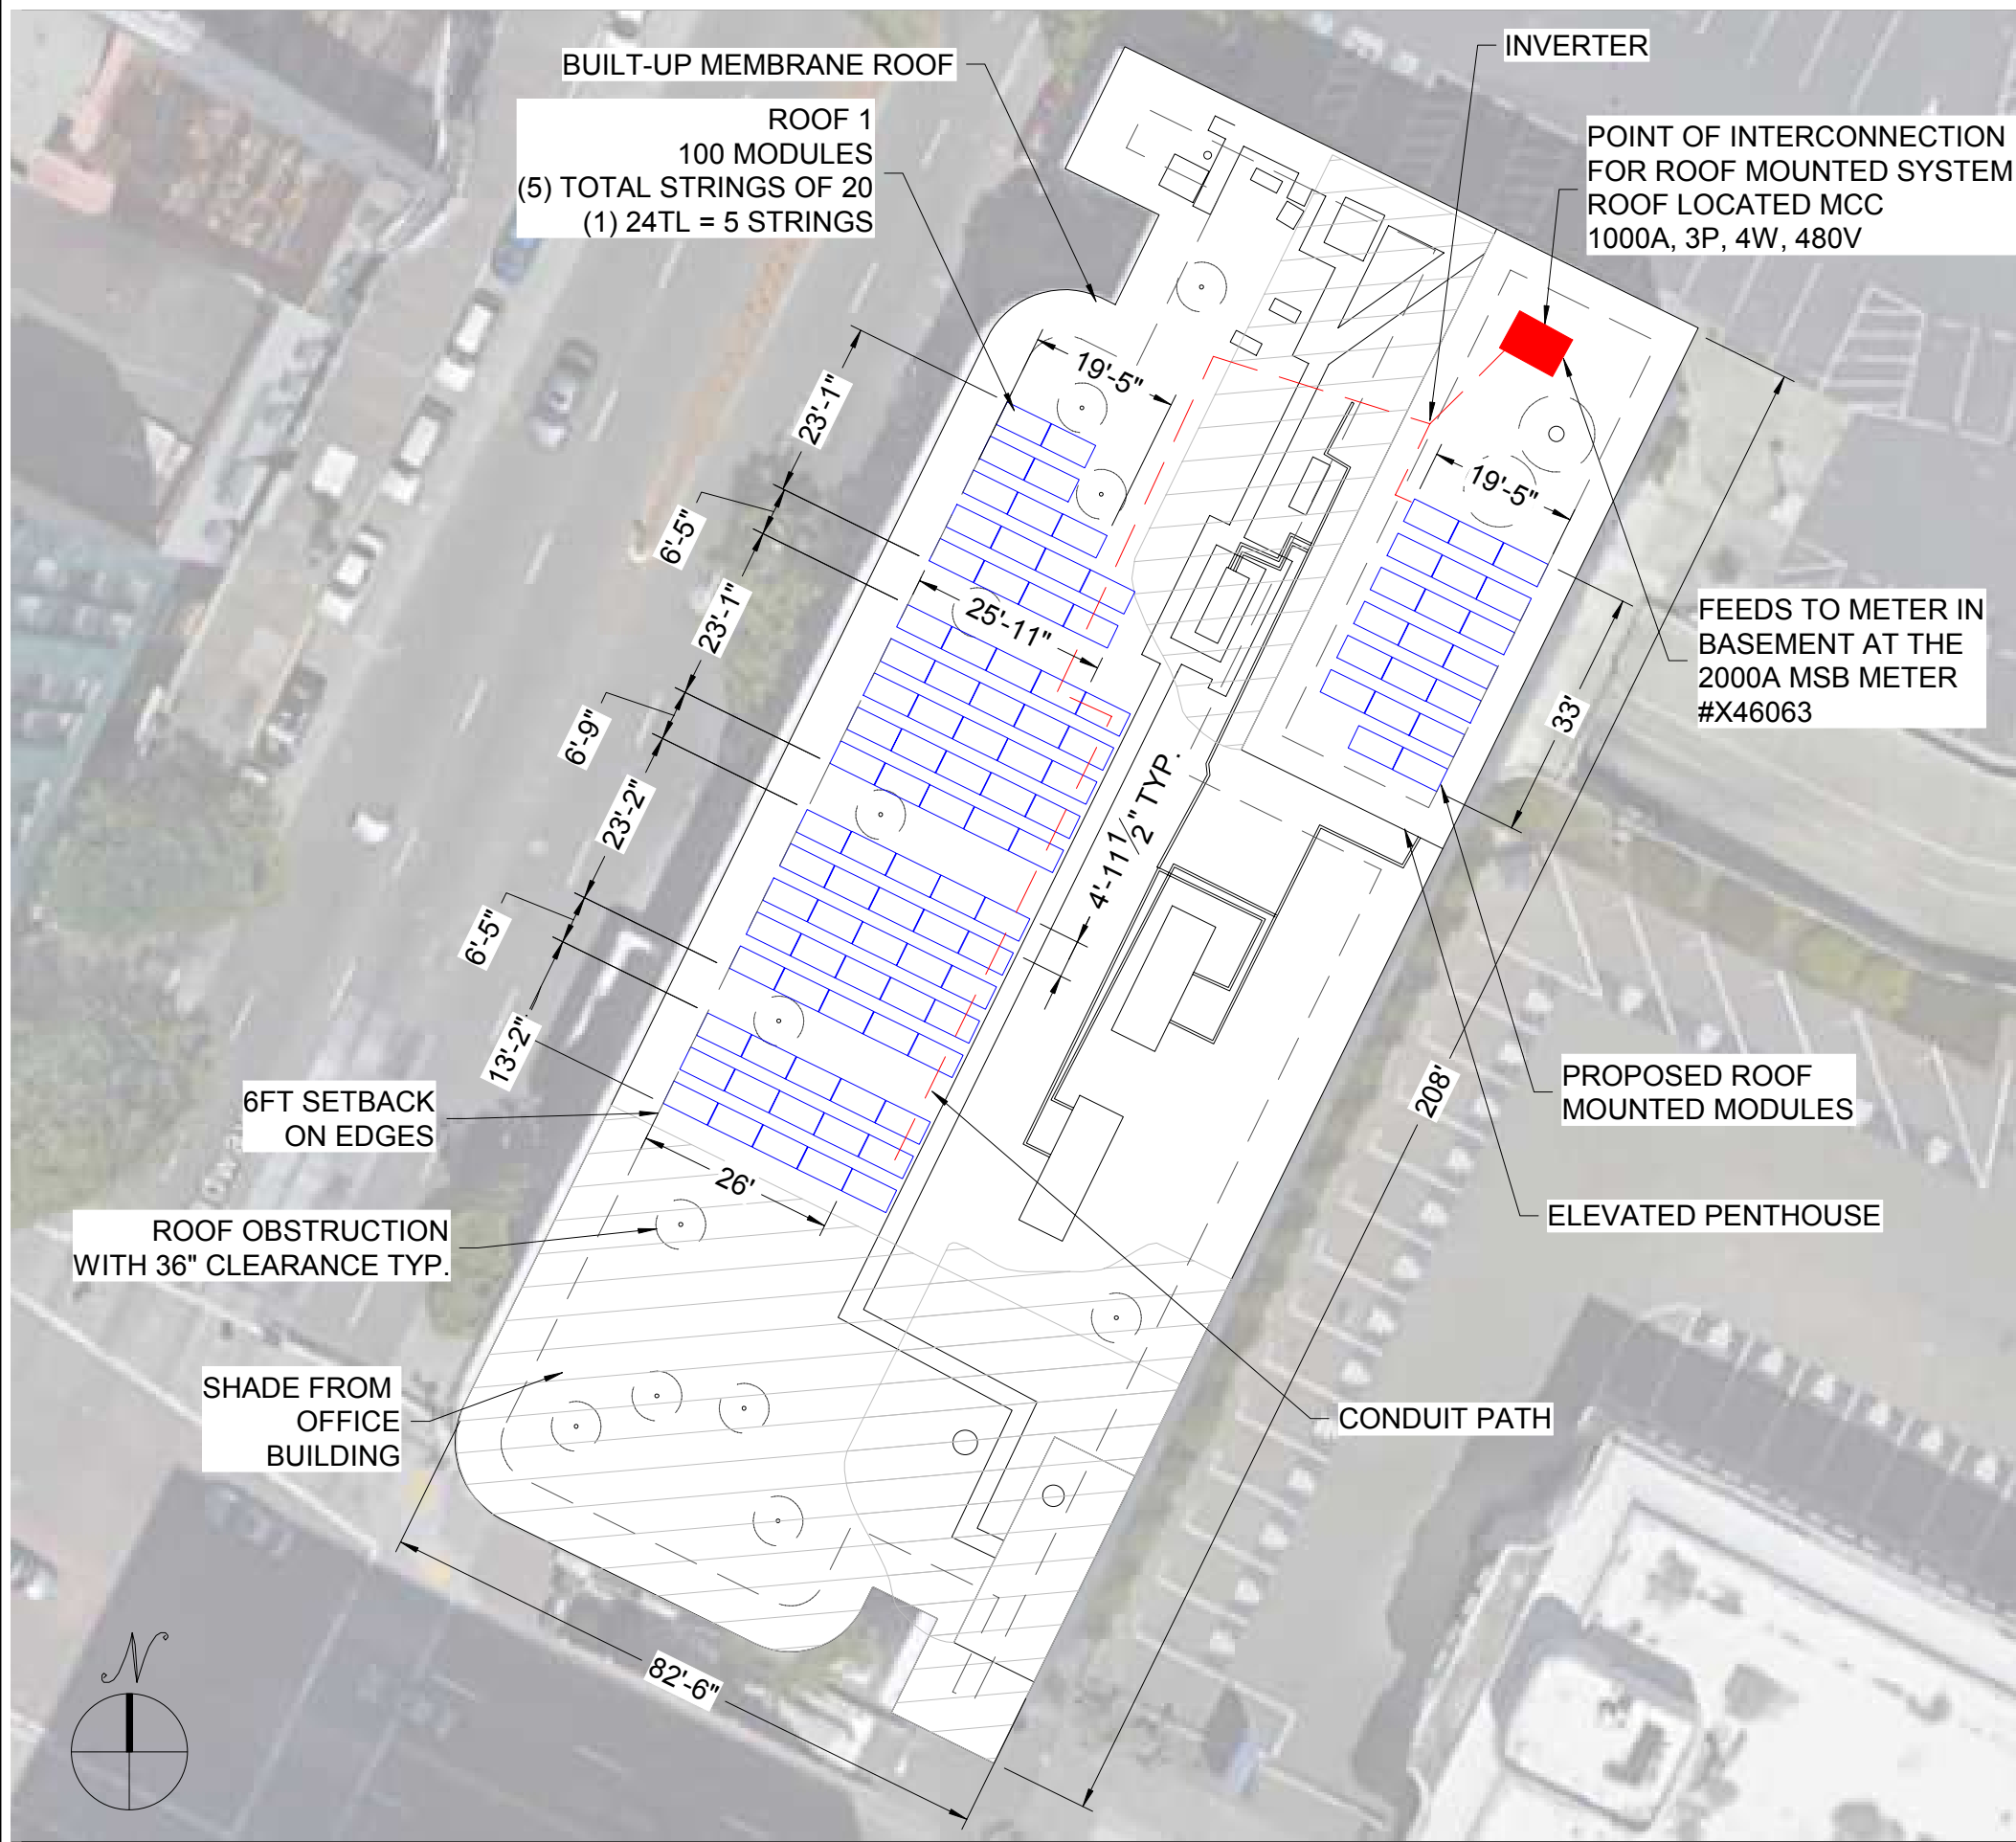 INVERTER
BUILT-UP MEMBRANE ROOF
ROOF 1
100 MODULES
(5) TOTAL STRINGS OF 20
(1) 24TL = 5 STRINGS
POINT OF INTERCONNECTION
FOR ROOF MOUNTED SYSTEM
ROOF LOCATED MCC
1000A, 3P, 4W, 480V
19'-5"
23'-1"
6'-5"
19'-5"
25'-11"
23'-1"
FEEDS TO METER IN
BASEMENT AT THE
2000A MSB METER
#X46063
33'
6'-9"
23'-2"
4'-11 1/2" TYP.
6'-5"
13'-2"
208'
6FT SETBACK
ON EDGES
PROPOSED ROOF
MOUNTED MODULES
26'
ELEVATED PENTHOUSE
ROOF OBSTRUCTION
WITH 36" CLEARANCE TYP.
SHADE FROM
OFFICE
BUILDING
CONDUIT PATH
82'-6"
N